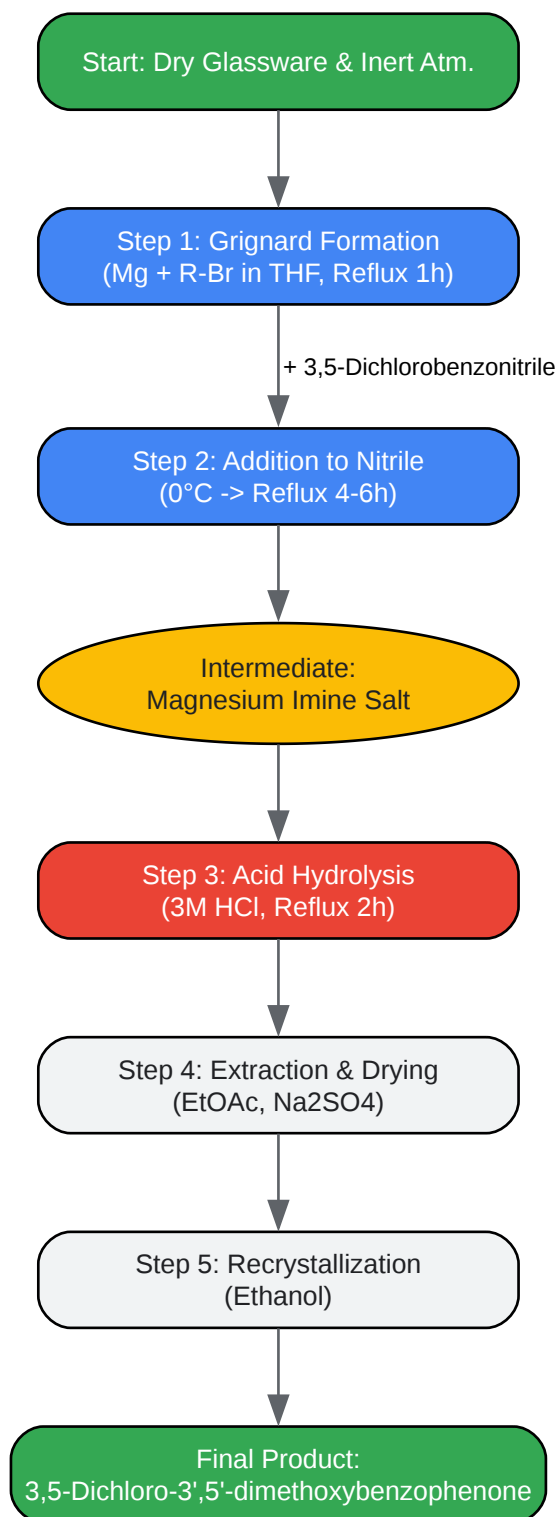 Start: Dry Glassware & Inert Atm.
Step 1: Grignard Formation
(Mg + R-Br in THF, Reflux 1h)
+ 3,5-Dichlorobenzonitrile
Step 2: Addition to Nitrile
(0°C -> Reflux 4-6h)
Intermediate:
Magnesium Imine Salt
Step 3: Acid Hydrolysis
(3M HCl, Reflux 2h)
Step 4: Extraction & Drying
(EtOAc, Na2SO4)
Step 5: Recrystallization
(Ethanol)
Final Product:
3,5-Dichloro-3',5'-dimethoxybenzophenone